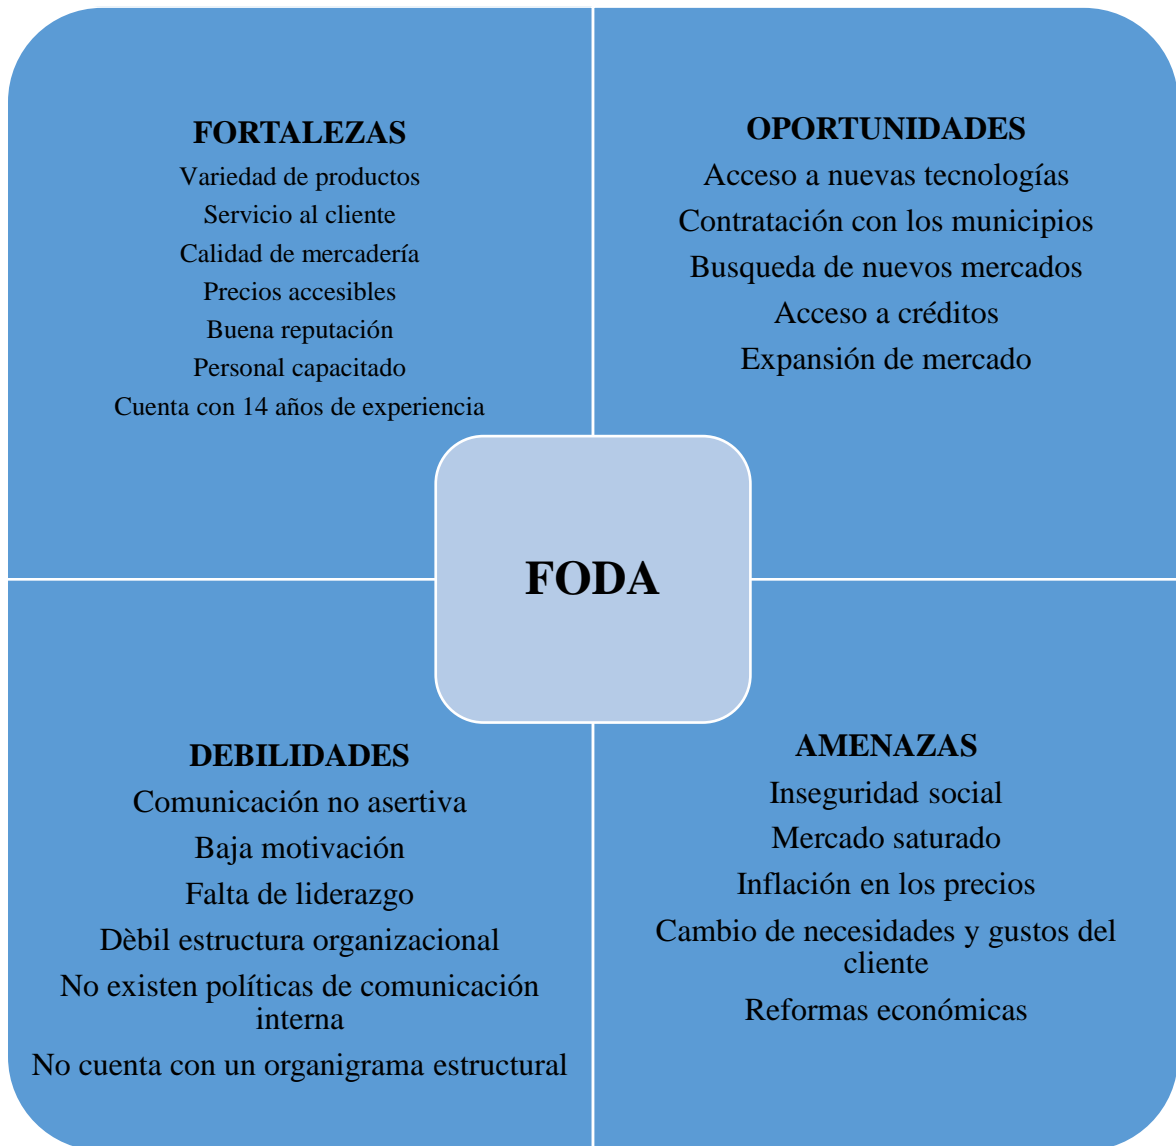 FORTALEZAS
Variedad de productos
Servicio al cliente
Calidad de mercadería
Precios accesibles
Buena reputación
Personal capacitado
Cuenta con 14 años de experiencia
OPORTUNIDADES
Acceso a nuevas tecnologías
Contratación con los municipios
Busqueda de nuevos mercados
Acceso a créditos
Expansión de mercado
FODA
DEBILIDADES
Comunicación no asertiva
Baja motivación
Falta de liderazgo
Dèbil estructura organizacional
No existen políticas de comunicación
interna
No cuenta con un organigrama estructural
AMENAZAS
Inseguridad social
Mercado saturado
Inflación en los precios
Cambio de necesidades y gustos del
cliente
Reformas económicas